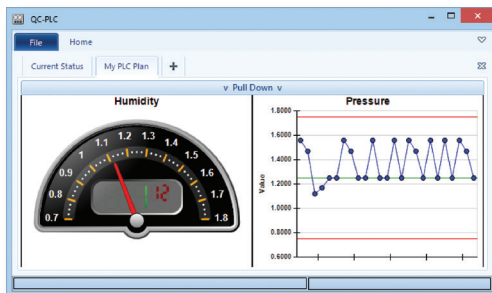 QC-PLC
File Home
Current Status My PLC Plan
v Pull Down v
Humidity
0.7
0.8
0.9
1
1.1
1.2
1.3
1.4
1.5
1.6
1.7
1.8
Pressure
Value
1.8000
1.6000
1.4000
1.2000
1.0000
0.8000
0.6000